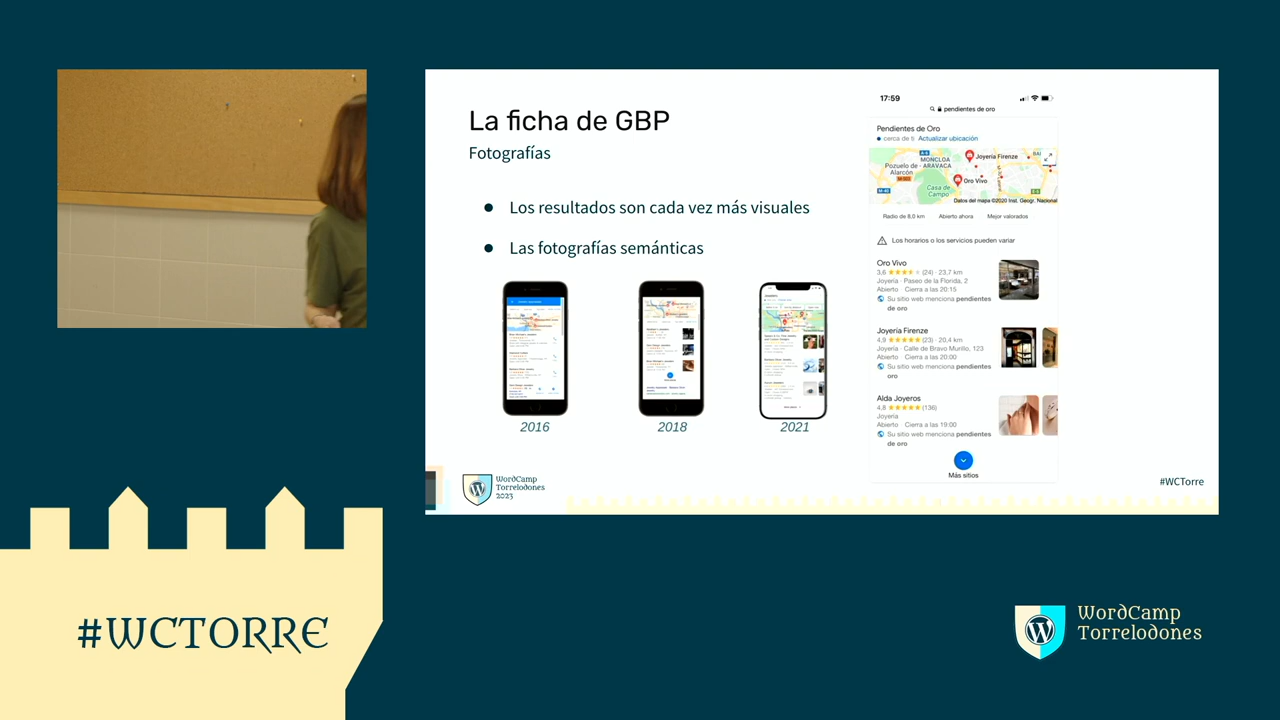 La ficha de GBP
Fotografías
Los resultados son cada vez más visuales
Las fotografías semánticas
2016
2018
2021
WordCamp
Torrelodones
2023
17:59
pendientes de oro
Pendientes de Oro
cerca de ti Actualizar ubicación
MONCLOA
- ARAVACA
Pozuelo de
Alarcón
Casa de
Campo
Joyería Firenze
Oro Vivo
Datos del mapa ©2020 Inst. Geogr. Nacional
Radio de 8,0 km Abierto ahora Mejor valorados
Los horarios o los servicios pueden variar
Oro Vivo
3,6 (24) · 23,7 km
Joyería · Paseo de la Florida, 2
Abierto Cierra a las 20:15
Su sitio web menciona pendientes
de oro
Joyería Firenze
4,9 (23) · 20,4 km
Joyería · Calle de Bravo Murillo, 123
Abierto Cierra a las 20:00
Su sitio web menciona pendientes
oro
Alda Joyeros
4,8 (136)
Joyería
Abierto Cierra a las 19:00
Su sitio web menciona pendientes
de oro
Más sitios
#WCTorre
#WCTORRE
WordCamp
Torrelodones